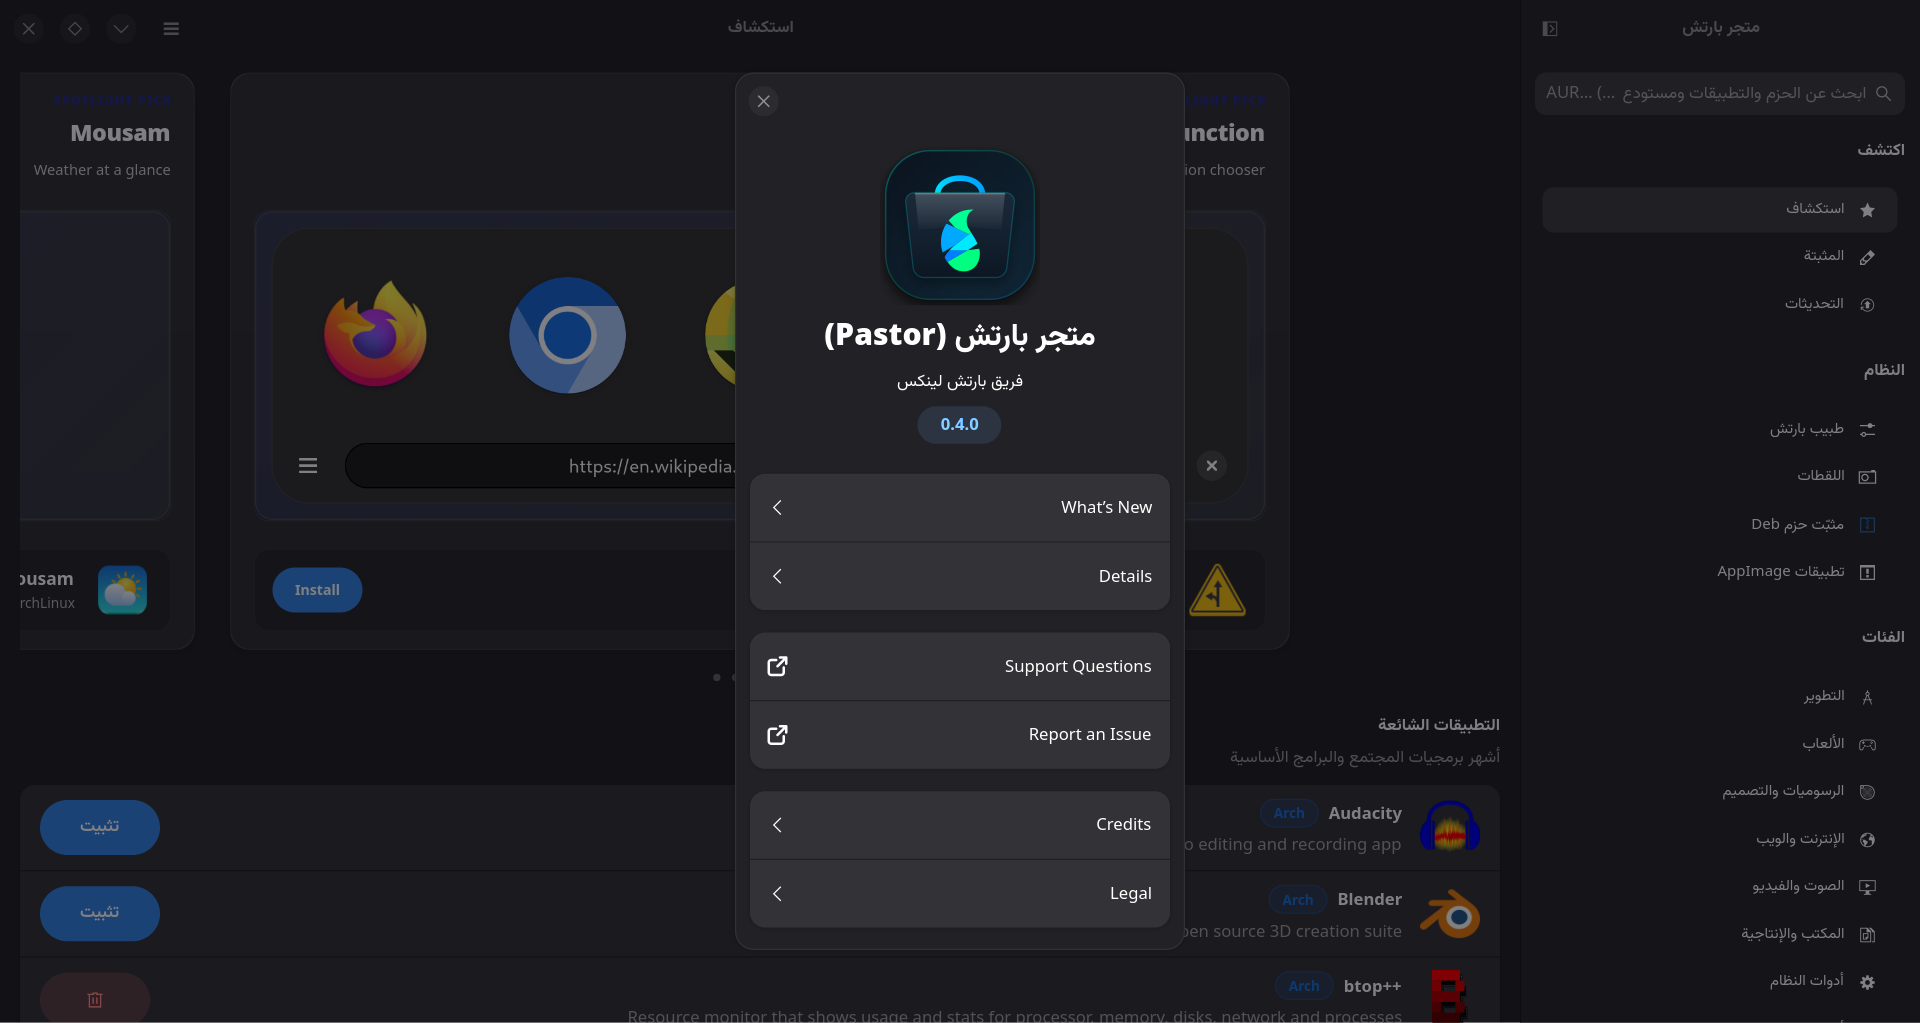 متجر بارتش
ابحث عن الحزم والتطبيقات ومستودع AUR... (...
اكتشف
استكشاف
المثبتة
التحديثات
النظام
طبيب بارتش
اللقطات
مثبّت حزم Deb
تطبيقات AppImage
الفئات
التطوير
الألعاب
الرسوميات والتصميم
الإنترنت والويب
الصوت والفيديو
المكتب والإنتاجية
أدوات النظام
استكشاف
unction
ion chooser
https://en.wikipedia.
Install
Mousam
Weather at a glance
ousam
rchLinux
متجر بارتش (Pastor)
فريق بارتش لينكس
0.4.0
What's New
Details
Support Questions
Report an Issue
Credits
Legal
التطبيقات الشائعة
أشهر برمجيات المجتمع والبرامج الأساسية
Audacity Arch
o editing and recording app
تثبيت
Blender Arch
pen source 3D creation suite
تثبيت
btop++ Arch
Resource monitor that shows usage and stats for processor, memory, disks, network and processes